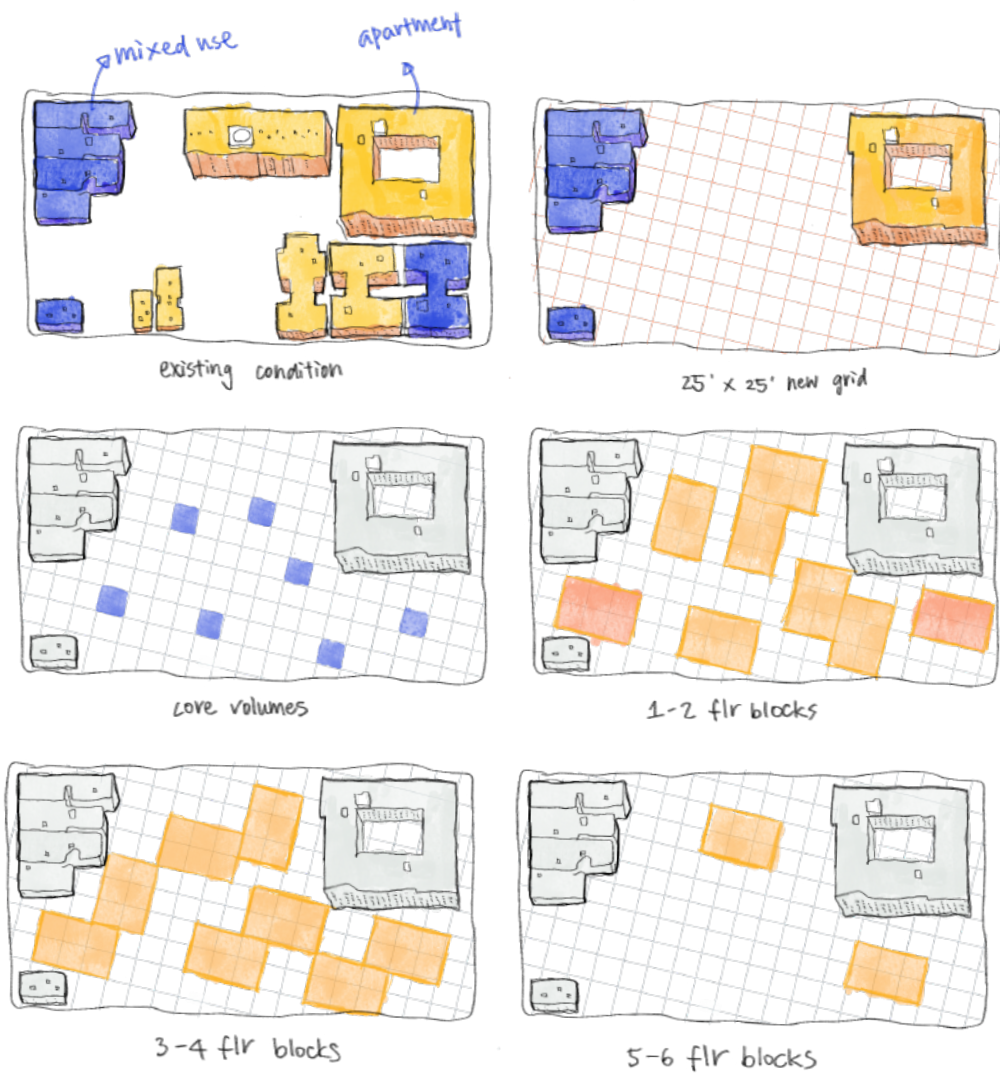 mixed use
apartment
existing condition
25' x 25' new grid
core volumes
1-2 flr blocks
3-4 flr blocks
5-6 flr blocks